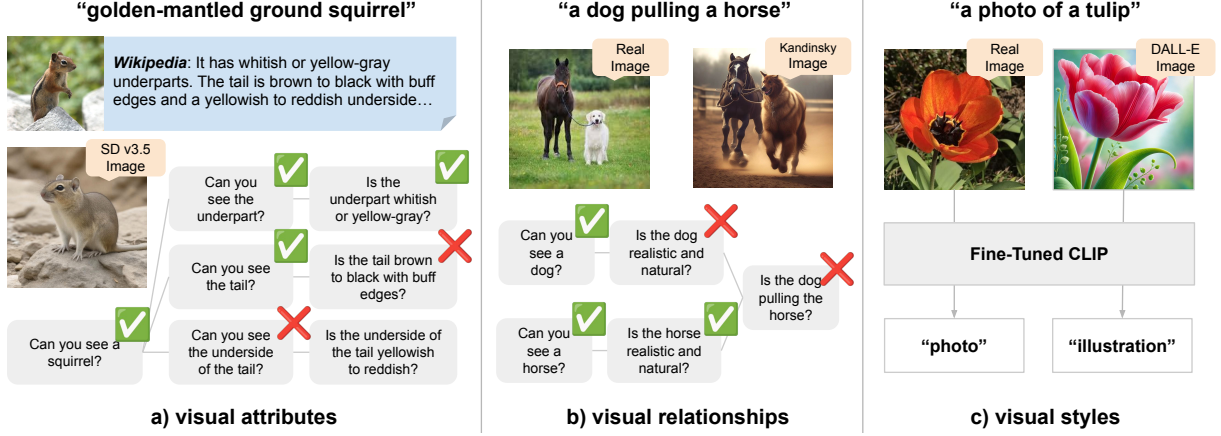 “golden-mantled ground squirrel”
Wikipedia: It has whitish or yellow-gray
underparts. The tail is brown to black with buff
edges and a yellowish to reddish underside…
SD v3.5
Image
Can you
see the
underpart?
Is the
underpart whitish
or yellow-gray?
Can you see
the tail?
Is the tail brown
to black with buff
edges?
Can you see a
squirrel?
Can you see
the underside
of the tail?
Is the underside of
the tail yellowish
to reddish?
a) visual attributes
“a dog pulling a horse”
Real
Image
Kandinsky
Image
Can you
see a
dog?
Is the dog
realistic and
natural?
Is the dog
pulling the
horse?
Can you
see a
horse?
Is the horse
realistic and
natural?
b) visual relationships
“a photo of a tulip”
Real
Image
DALL-E
Image
Fine-Tuned CLIP
“photo”
“illustration”
c) visual styles